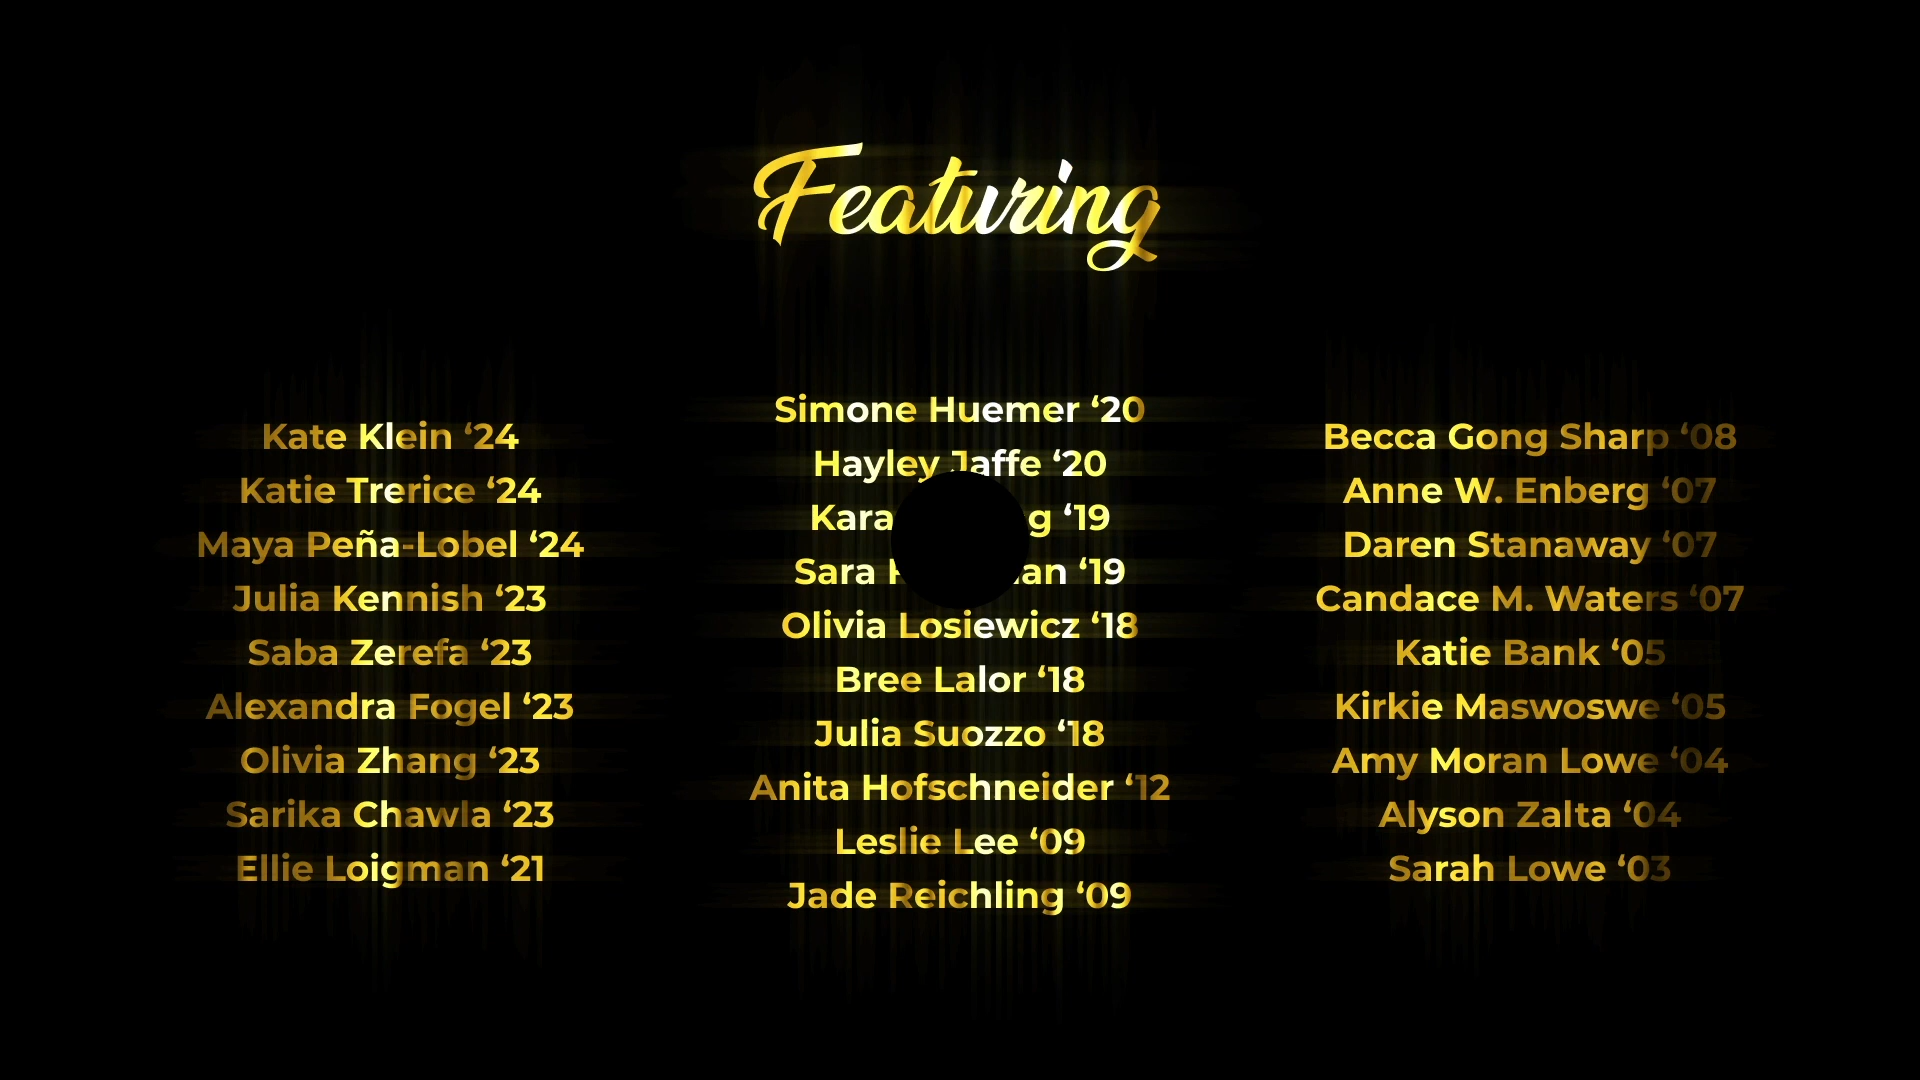 Featuring
Kate Klein ‘24
Katie Trerice ‘24
Maya Peña-Lobel ‘24
Julia Kennish ‘23
Saba Zerefa ‘23
Alexandra Fogel ‘23
Olivia Zhang ‘23
Sarika Chawla ‘23
Ellie Loigman ‘21
Simone Huemer ‘20
Hayley Jaffe ‘20
Kara ‘19
Sara ‘19
Olivia Losiewicz ‘18
Bree Lalor ‘18
Julia Suozzo ‘18
Anita Hofschneider ‘12
Leslie Lee ‘09
Jade Reichling ‘09
Becca Gong Sharp ‘08
Anne W. Enberg ‘07
Daren Stanaway ‘07
Candace M. Waters ‘07
Katie Bank ‘05
Kirkie Maswoswe ‘05
Amy Moran Lowe ‘04
Alyson Zalta ‘04
Sarah Lowe ‘03